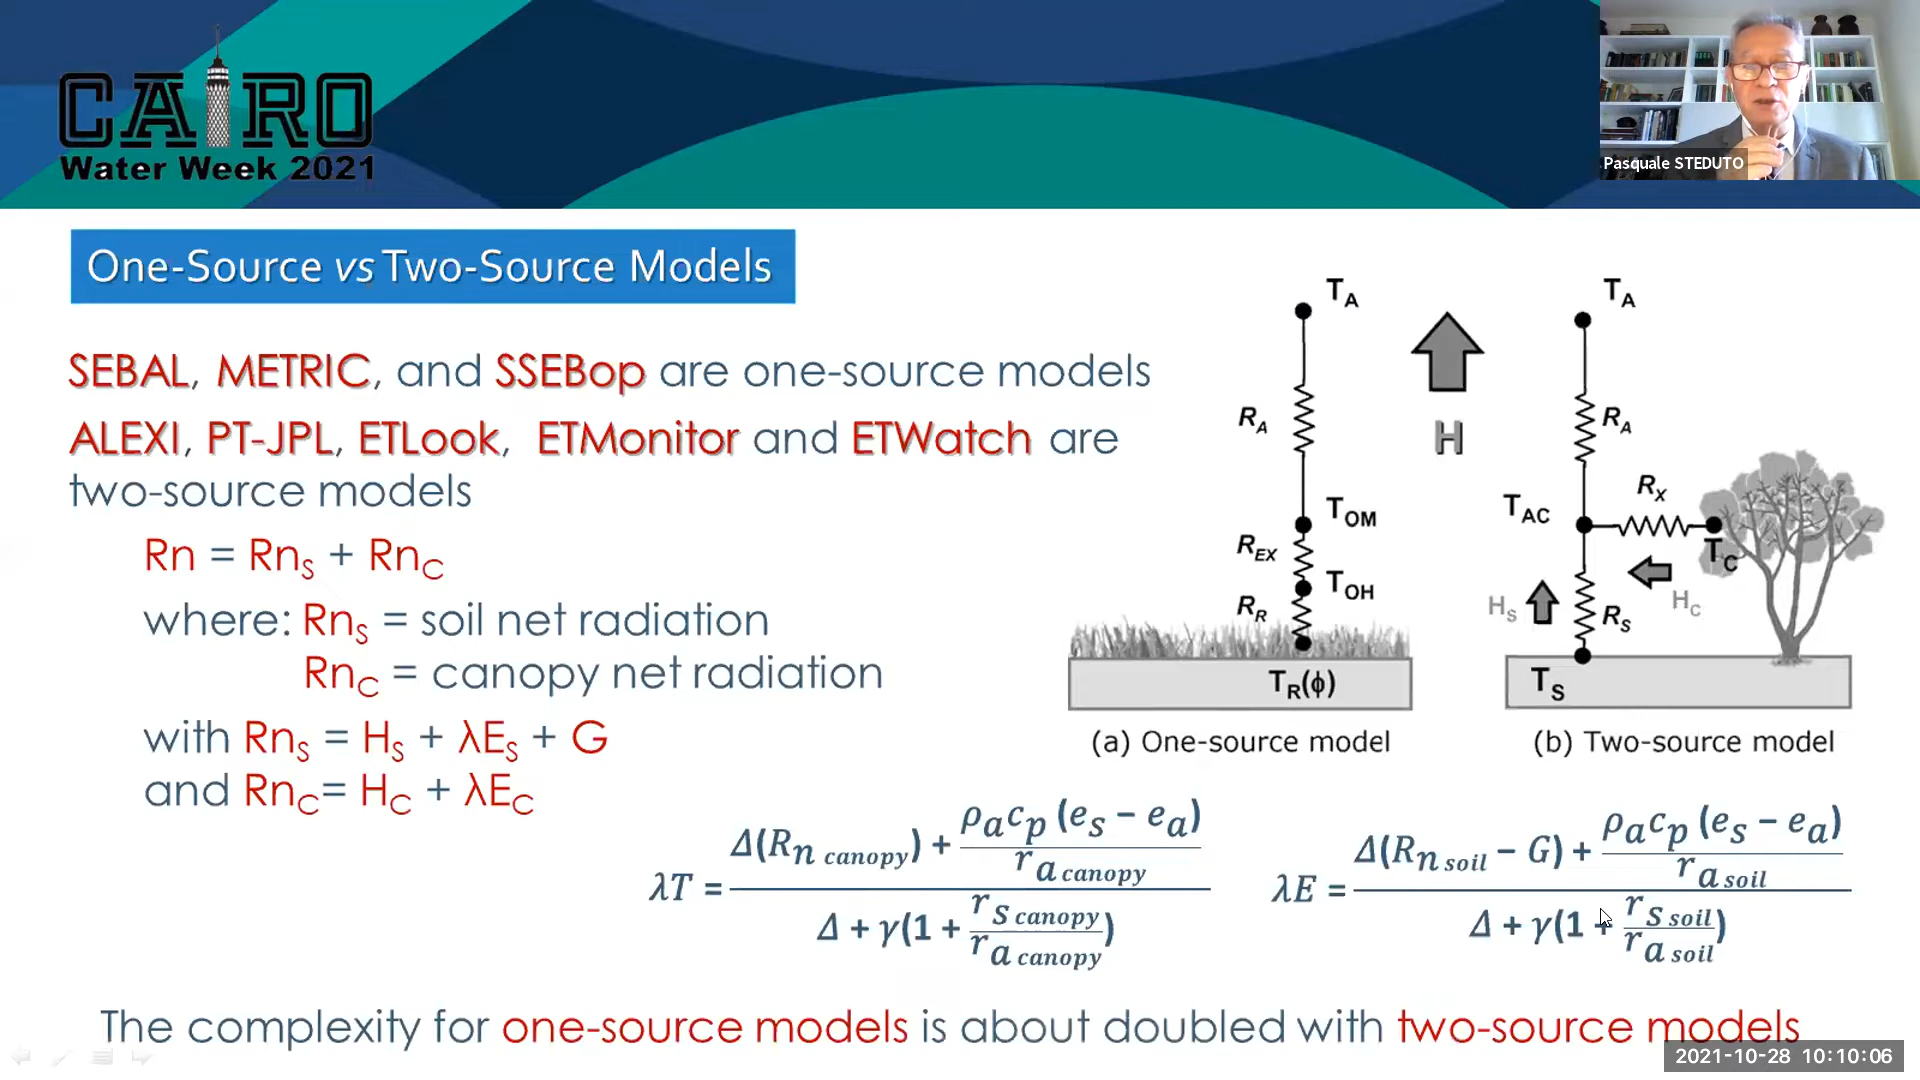 CAIRO
Water Week 2021
Pasquale STEDUTO
One-Source vs Two-Source Models
SEBAL, METRIC, and SSEBop are one-source models
ALEXI, PT-JPL, ETLook, ETMonitor and ETWatch are
two-source models
Rn = Rn_S + Rn_C
where: Rn_S = soil net radiation
Rn_C = canopy net radiation
with Rn_S = H_S + λE_S + G
and Rn_C= H_C + λE_C
T_A
R_A
T_OM
R_EX
T_OH
R_R
T_R(ϕ)
(a) One-source model
H
T_A
R_A
R_X
T_AC
T_C
H_S
H_C
R_S
T_S
(b) Two-source model
λT = (Δ(R_n canopy) + ρ_a c_p (e_s − e_a) / r_a canopy) / (Δ + γ(1 + r_s canopy / r_a canopy))
λE = (Δ(R_n soil − G) + ρ_a c_p (e_s − e_a) / r_a soil) / (Δ + γ(1 + r_s soil / r_a soil))
The complexity for one-source models is about doubled with two-source models
2021-10-28 10:10:06